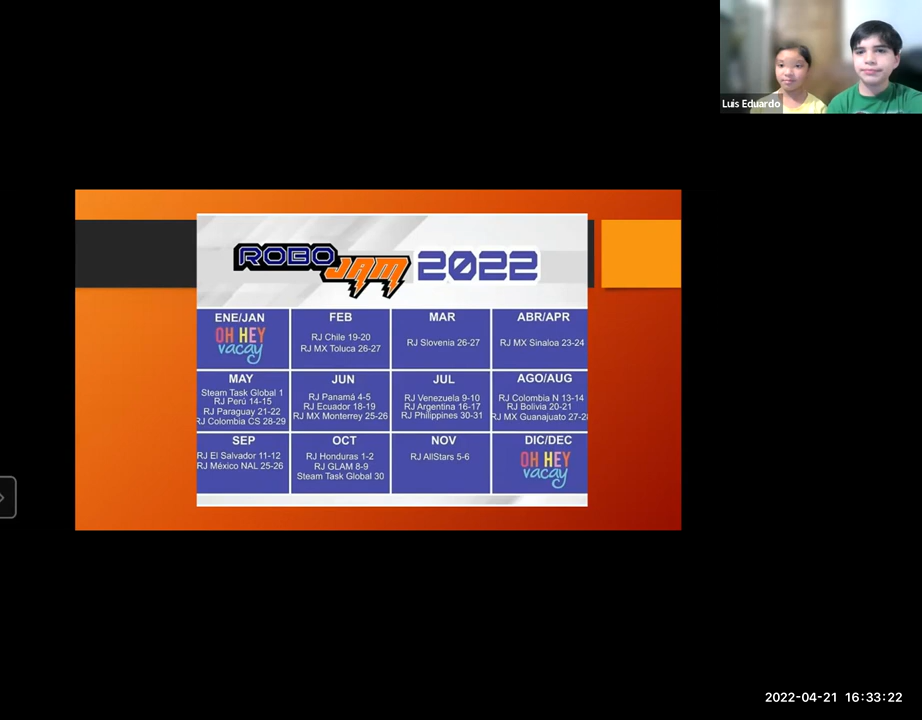 Luis Eduardo
ROBO JAM 2022
ENE/JAN
OH HEY
vacay
FEB
RJ Chile 19-20
RJ MX Toluca 26-27
MAR
RJ Slovenia 26-27
ABR/APR
RJ MX Sinaloa 23-24
MAY
Steam Task Global 1
RJ Perú 14-15
RJ Paraguay 21-22
RJ Colombia CS 28-29
JUN
RJ Panamá 4-5
RJ Ecuador 18-19
RJ MX Monterrey 25-26
JUL
RJ Venezuela 9-10
RJ Argentina 16-17
RJ Philippines 30-31
AGO/AUG
RJ Colombia N 13-14
RJ Bolivia 20-21
RJ MX Guanajuato 27-28
SEP
RJ El Salvador 11-12
RJ México NAL 25-26
OCT
RJ Honduras 1-2
RJ GLAM 8-9
Steam Task Global 30
NOV
RJ AllStars 5-6
DIC/DEC
OH HEY
vacay
2022-04-21 16:33:22